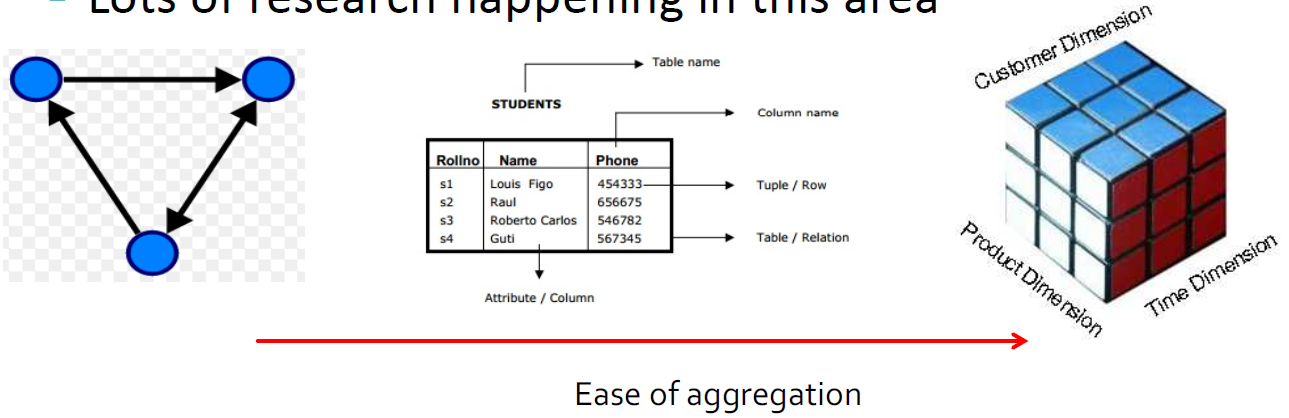 - Lots of research happening in this area
Table name
STUDENTS
Column name
Rollno Name Phone
s1 Louis Figo 454333
Tuple / Row
s2 Raul 656675
s3 Roberto Carlos 546782
s4 Guti 567345
Table / Relation
Attribute / Column
Customer Dimension
Product Dimension
Time Dimension
Ease of aggregation